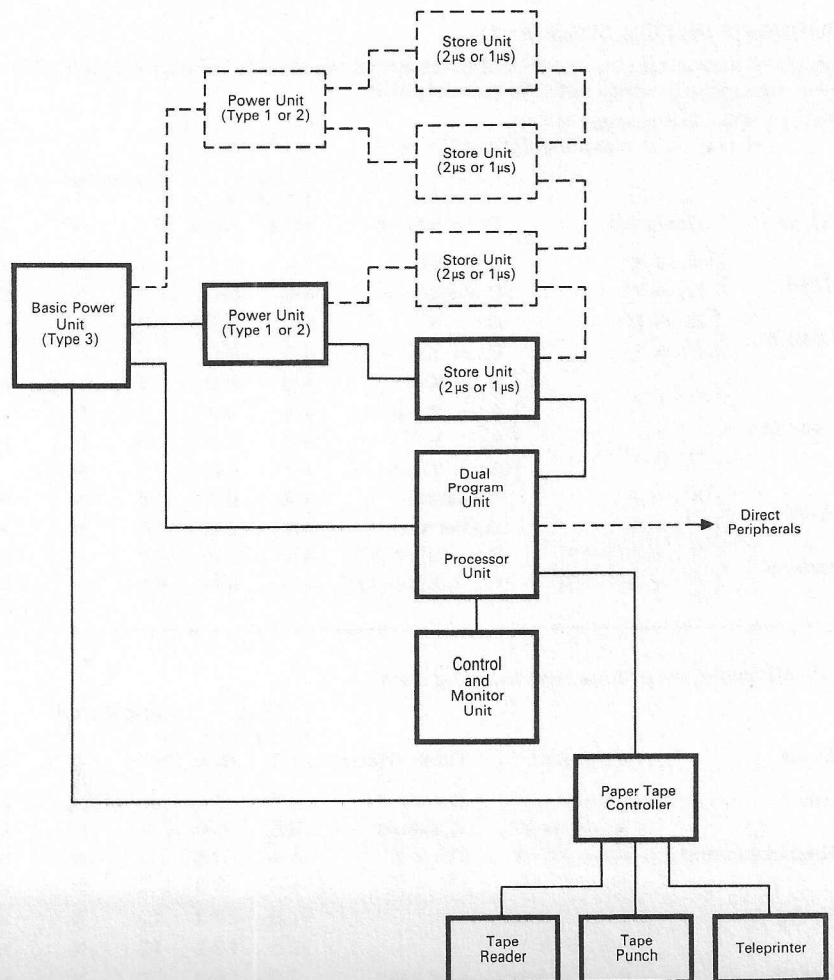 Store Unit
(2μs or 1μs)
Power Unit
(Type 1 or 2)
Store Unit
(2μs or 1μs)
Store Unit
(2μs or 1μs)
Basic Power
Unit
(Type 3)
Power Unit
(Type 1 or 2)
Store Unit
(2μs or 1μs)
Dual
Program
Unit
Processor
Unit
Direct
Peripherals
Control
and
Monitor
Unit
Paper Tape
Controller
Tape
Reader
Tape
Punch
Teleprinter